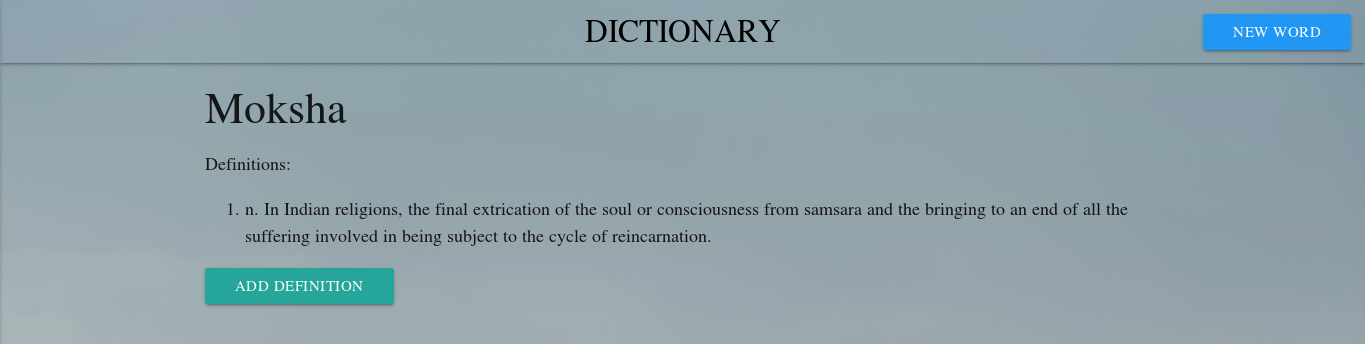 DICTIONARY
NEW WORD
Moksha
Definitions:
1. n. In Indian religions, the final extrication of the soul or consciousness from samsara and the bringing to an end of all the
suffering involved in being subject to the cycle of reincarnation.
ADD DEFINITION